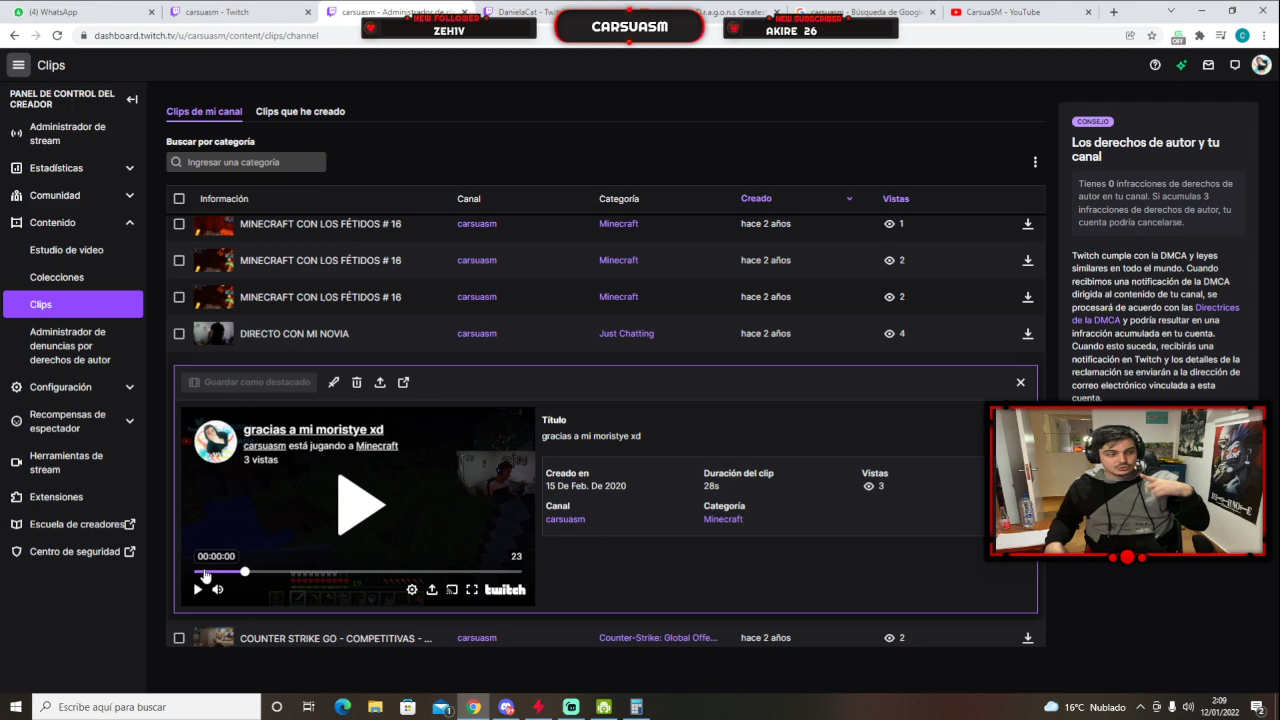 (4) WhatsApp
carsuasm - Twitch
carsuasm - Administrador de
DanielaCat - Twitch
carsuasm - Búsqueda de Google
CarsuaSM - YouTube
NEW FOLLOWER
ZEH1V
CARSUASM
NEW SUBSCRIBER
AKIRE 26
dashboard.twitch.tv/u/carsuasm/content/clips/channel
OFF
C
Clips
PANEL DE CONTROL DEL
CREADOR
Administrador de
stream
Estadísticas
Comunidad
Contenido
Estudio de video
Colecciones
Clips
Administrador de
denuncias por
derechos de autor
Configuración
Recompensas de
espectador
Herramientas de
stream
Extensiones
Escuela de creadores
Centro de seguridad
Clips de mi canal
Clips que he creado
Buscar por categoría
Ingresar una categoría
Información Canal Categoría Creado Vistas
MINECRAFT CON LOS FÉTIDOS # 16 carsuasm Minecraft hace 2 años 1
MINECRAFT CON LOS FÉTIDOS # 16 carsuasm Minecraft hace 2 años 2
MINECRAFT CON LOS FÉTIDOS # 16 carsuasm Minecraft hace 2 años 2
DIRECTO CON MI NOVIA carsuasm Just Chatting hace 2 años 4
Guardar como destacado
gracias a mi moristye xd
carsuasm está jugando a Minecraft
3 vistas
00:00:00
23
twitch
Título
gracias a mi moristye xd
Creado en Duración del clip Vistas
15 De Feb. De 2020 28s 3
Canal Categoría
carsuasm Minecraft
COUNTER STRIKE GO - COMPETITIVAS - ... carsuasm Counter-Strike: Global Offe... hace 2 años 2
CONSEJO
Los derechos de autor y tu
canal
Tienes 0 infracciones de derechos de
autor en tu canal. Si acumulas 3
infracciones de derechos de autor, tu
cuenta podría cancelarse.
Twitch cumple con la DMCA y leyes
similares en todo el mundo. Cuando
recibimos una notificación de la DMCA
dirigida al contenido de tu canal, se
procesará de acuerdo con las Directrices
de la DMCA y podría resultar en una
infracción acumulada en tu cuenta.
Cuando esto suceda, recibirás una
notificación en Twitch y los detalles de
la reclamación se enviarán a la dirección
de correo electrónico vinculada a esta
cuenta.
Escribe aquí para buscar
1
16°C Nublado
2:09
12/01/2022
2